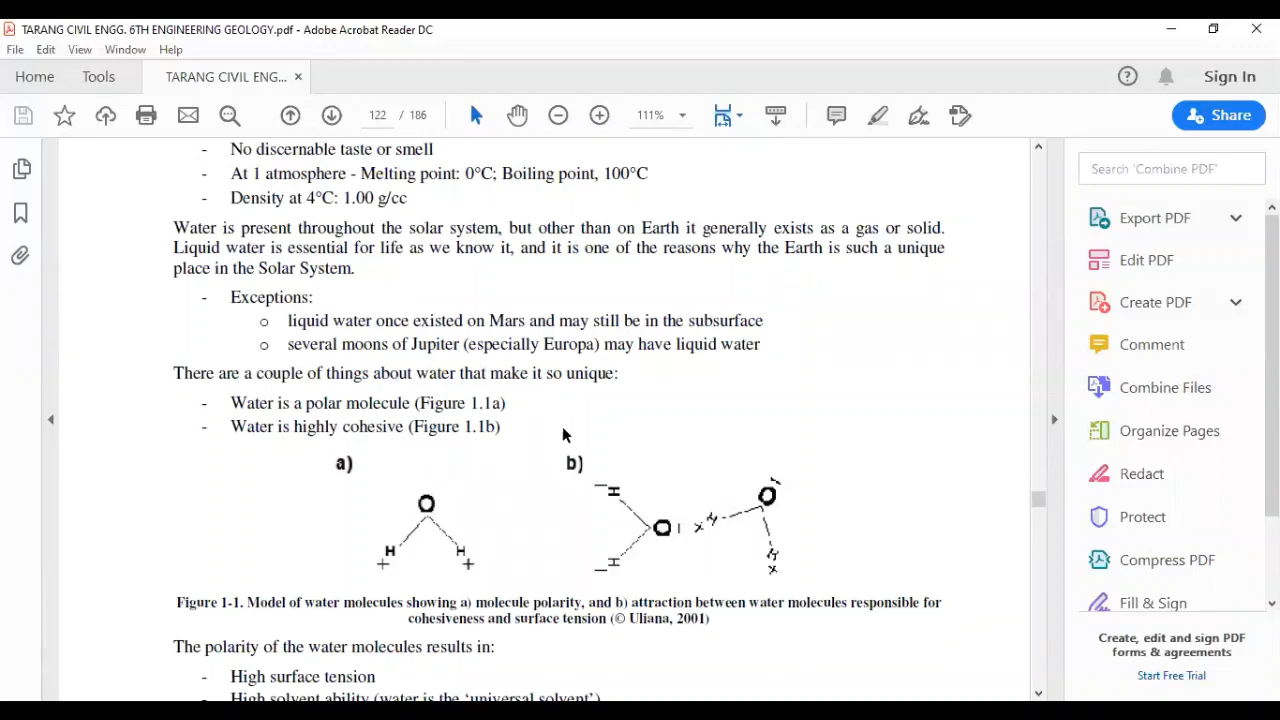 TARANG CIVIL ENGG. 6TH ENGINEERING GEOLOGY.pdf - Adobe Acrobat Reader DC
File Edit View Window Help
Home Tools TARANG CIVIL ENG... × Sign In
122 / 186 111% Share
- No discernable taste or smell
- At 1 atmosphere - Melting point: 0°C; Boiling point, 100°C
- Density at 4°C: 1.00 g/cc
Water is present throughout the solar system, but other than on Earth it generally exists as a gas or solid.
Liquid water is essential for life as we know it, and it is one of the reasons why the Earth is such a unique
place in the Solar System.
- Exceptions:
o liquid water once existed on Mars and may still be in the subsurface
o several moons of Jupiter (especially Europa) may have liquid water
There are a couple of things about water that make it so unique:
- Water is a polar molecule (Figure 1.1a)
- Water is highly cohesive (Figure 1.1b)
a) b)
O
H H
+ +
H
O
H
O
H
H
Figure 1-1. Model of water molecules showing a) molecule polarity, and b) attraction between water molecules responsible for
cohesiveness and surface tension (© Uliana, 2001)
The polarity of the water molecules results in:
- High surface tension
- High solvent ability (water is the ‘universal solvent’)
Search 'Combine PDF'
Export PDF
Edit PDF
Create PDF
Comment
Combine Files
Organize Pages
Redact
Protect
Compress PDF
Fill & Sign
Create, edit and sign PDF
forms & agreements
Start Free Trial